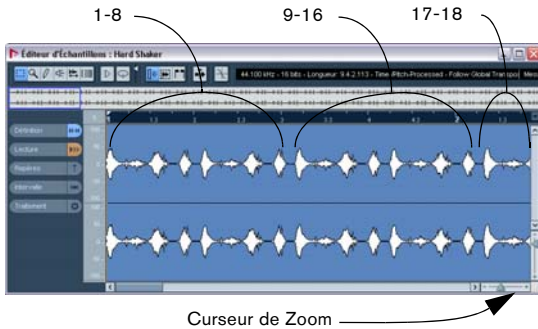 1-8 9-16 17-18
Éditeur d'Échantillons : Hard Shaker
44.100 kHz - 16 bits - Longueur: 9.4.2.113 - Time-/Pitch-Processed - Follow Global Transpo
Définition
Lecture
Repères
Intervalle
Traitement
Curseur de Zoom